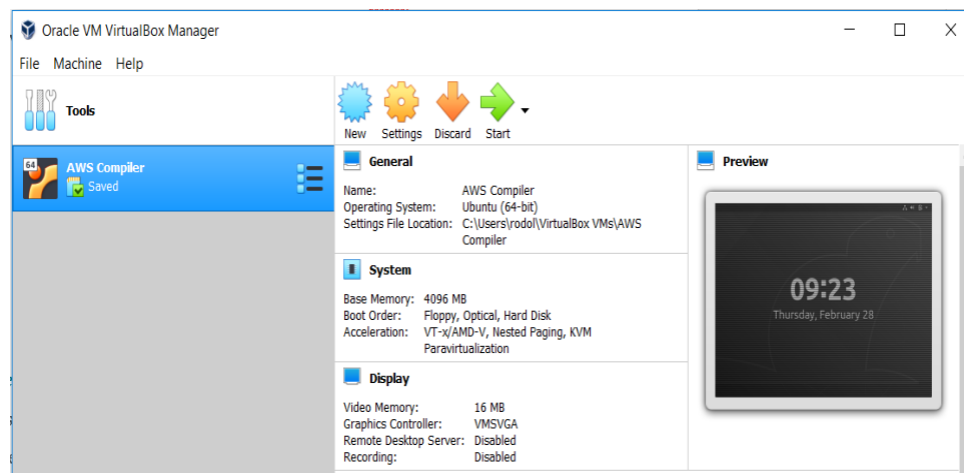 Oracle VM VirtualBox Manager
File Machine Help
Tools
New Settings Discard Start
64
AWS Compiler
Saved
General
Name: AWS Compiler
Operating System: Ubuntu (64-bit)
Settings File Location: C:\Users\rodol\VirtualBox VMs\AWS
Compiler
System
Base Memory: 4096 MB
Boot Order: Floppy, Optical, Hard Disk
Acceleration: VT-x/AMD-V, Nested Paging, KVM
Paravirtualization
Display
Video Memory: 16 MB
Graphics Controller: VMSVGA
Remote Desktop Server: Disabled
Recording: Disabled
Preview
09:23
Thursday, February 28